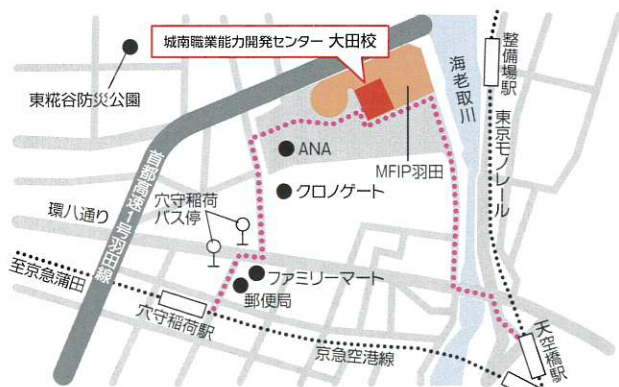 城南職業能力開発センター 大田校
東糀谷防災公園
整備場駅
海老取川
東京モノレール
ANA
MFIP羽田
クロノゲート
首都高速1号羽田線
穴守稲荷
バス停
環八通り
至京急蒲田
ファミリーマート
郵便局
穴守稲荷駅
京急空港線
天空橋駅